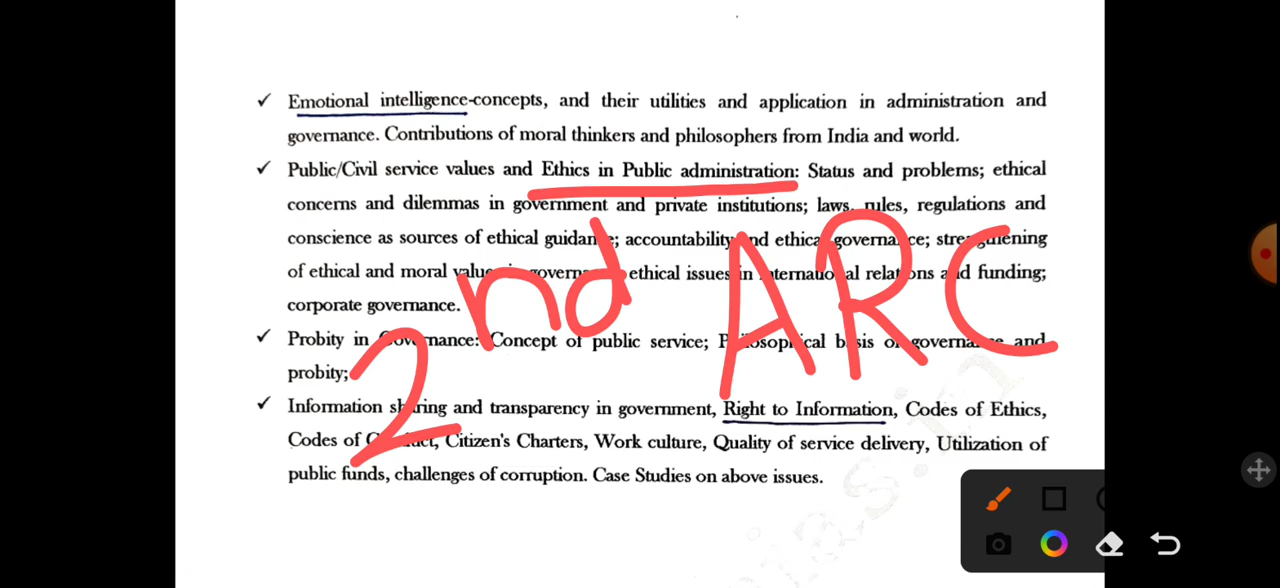 ✓ Emotional intelligence-concepts, and their utilities and application in administration and
governance. Contributions of moral thinkers and philosophers from India and world.
✓ Public/Civil service values and Ethics in Public administration: Status and problems; ethical
concerns and dilemmas in government and private institutions; laws, rules, regulations and
conscience as sources of ethical guidance; accountability and ethical governance; strengthening
of ethical and moral values in governance; ethical issues in international relations and funding;
corporate governance.
2nd ARC
✓ Probity in Governance: Concept of public service; Philosophical basis of governance and
probity;
✓ Information sharing and transparency in government, Right to Information, Codes of Ethics,
Codes of Conduct, Citizen's Charters, Work culture, Quality of service delivery, Utilization of
public funds, challenges of corruption. Case Studies on above issues.